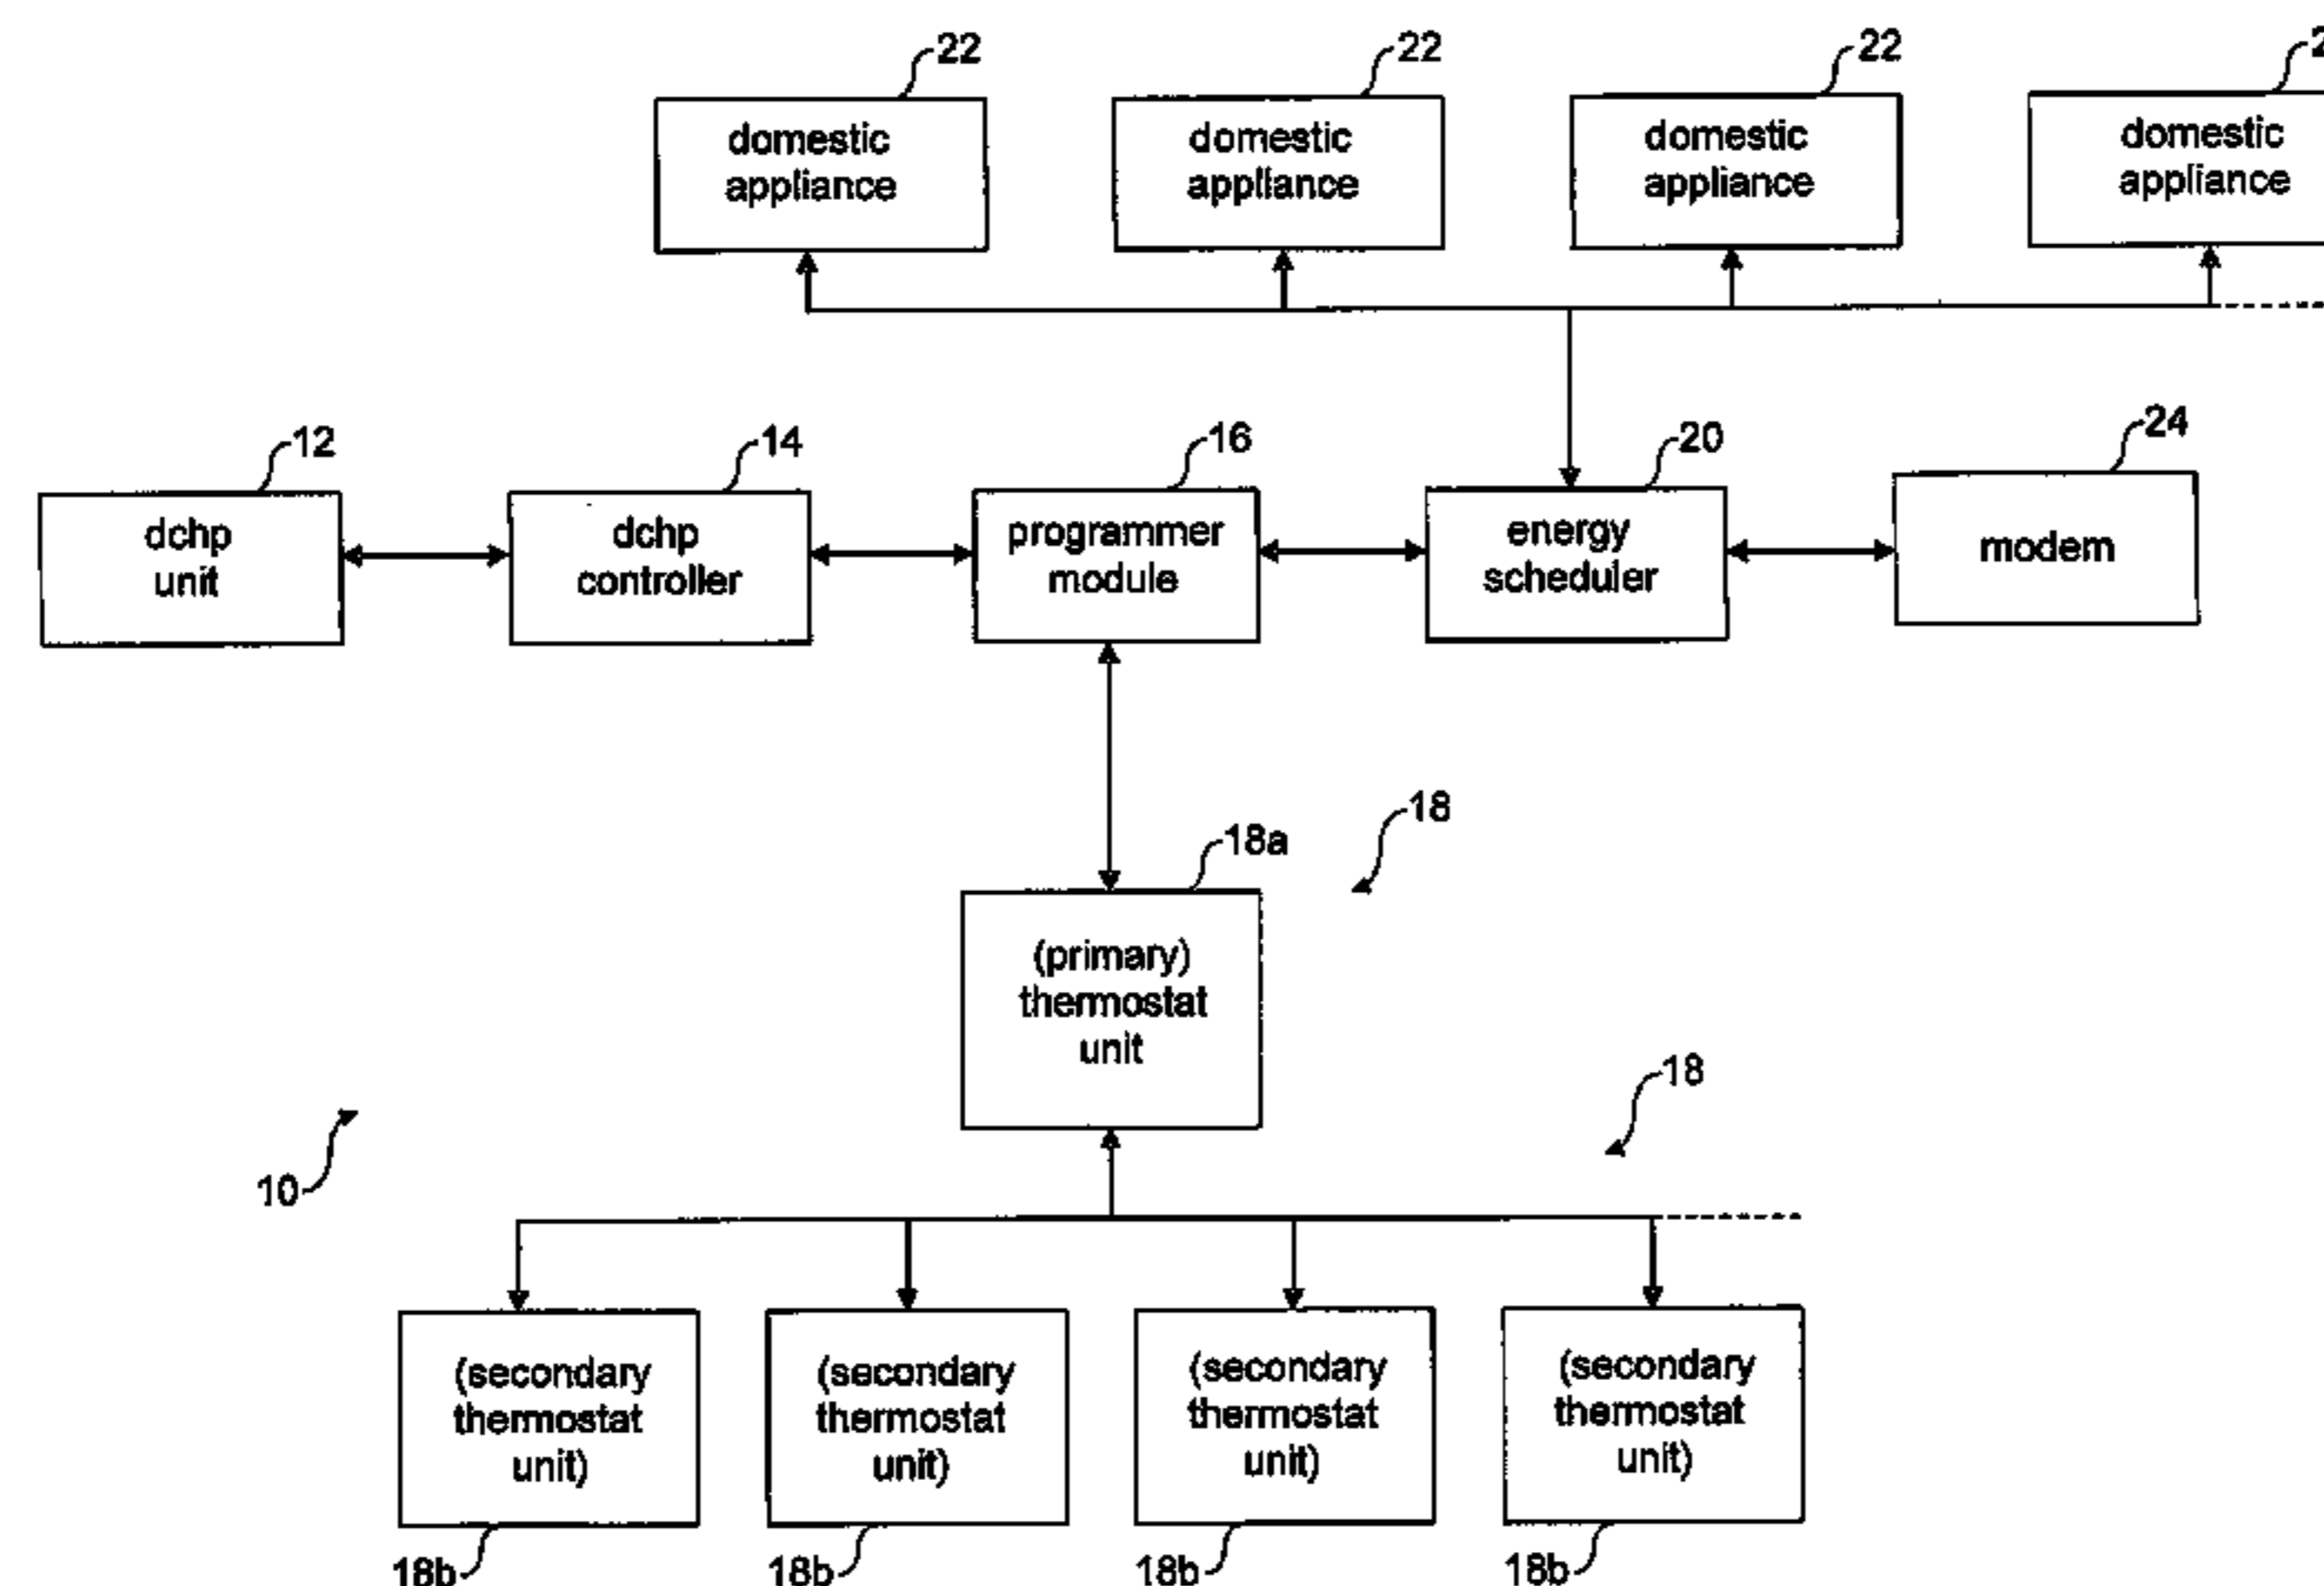 22
22
22
2
domestic
appliance
domestic
appliance
domestic
appliance
domestic
appliance
12
14
16
20
24
dchp
unit
dchp
controller
programmer
module
energy
scheduler
modem
18
18a
(primary)
thermostat
unit
18
10
(secondary
thermostat
unit)
(secondary
thermostat
unit)
(secondary
thermostat
unit)
(secondary
thermostat
unit)
18b
18b
18b
18b